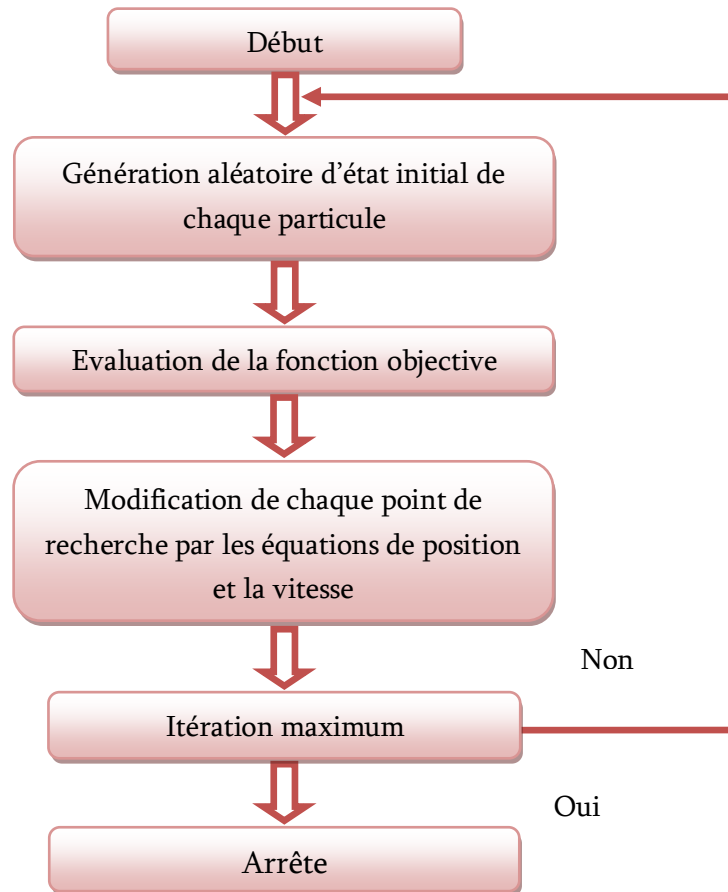 Début
Génération aléatoire d'état initial de
chaque particule
Evaluation de la fonction objective
Modification de chaque point de
recherche par les équations de position
et la vitesse
Non
Itération maximum
Oui
Arrête